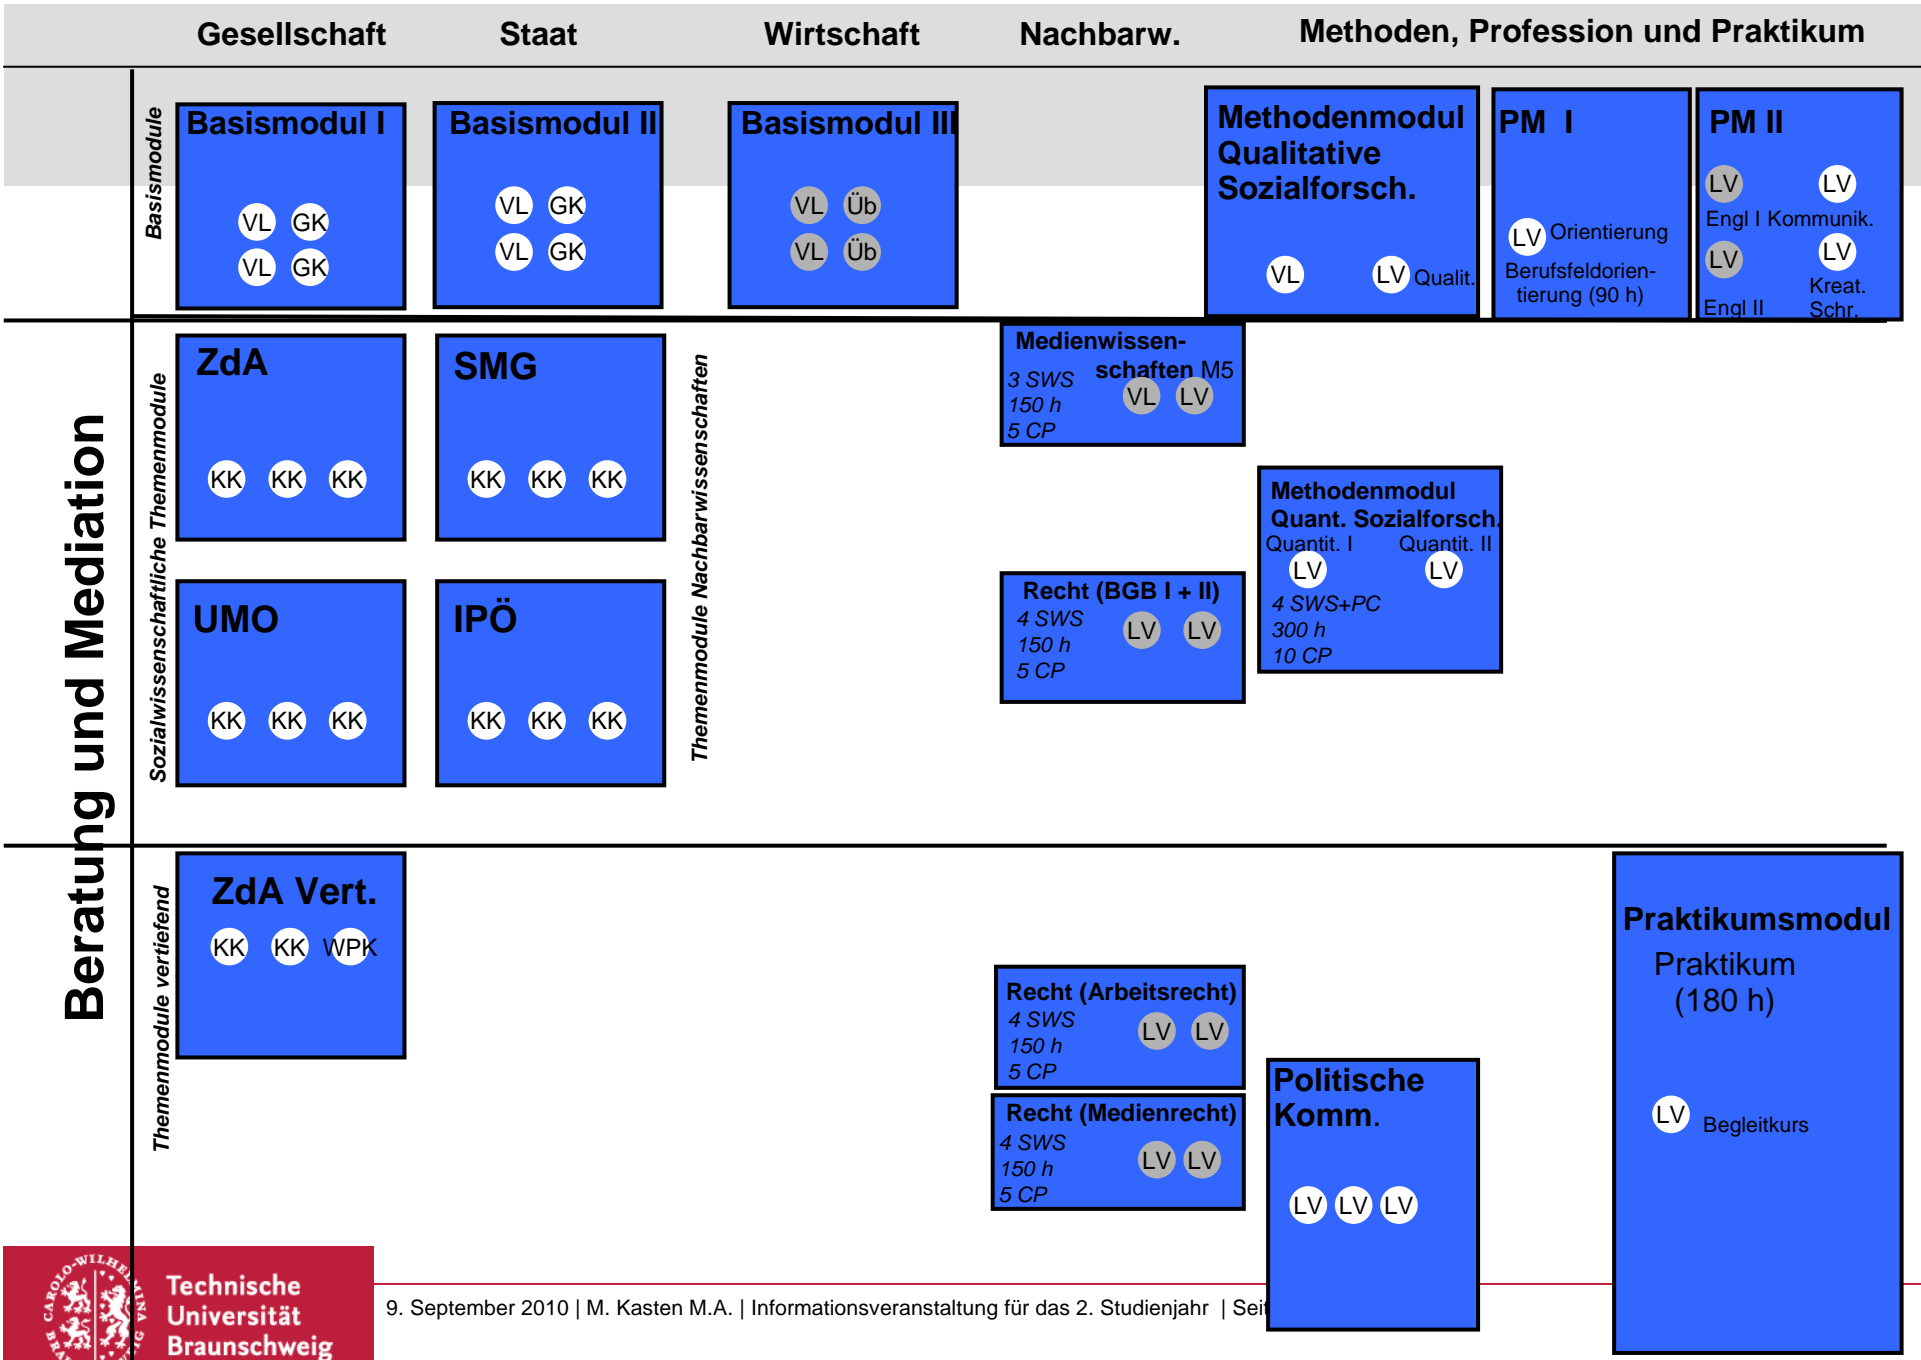 Gesellschaft Staat Wirtschaft Nachbarw. Methoden, Profession und Praktikum
Beratung und Mediation
Basismodule
Basismodul I
VL GK
VL GK
Basismodul II
VL GK
VL GK
Basismodul III
VL Üb
VL Üb
Methodenmodul
Qualitative
Sozialforsch.
VL LV Qualit.
PM I
LV Orientierung
Berufsfeldorien-
tierung (90 h)
PM II
LV LV
Engl I Kommunik.
LV LV
Engl II Kreat.
Schr.
Sozialwissenschaftliche Themenmodule
ZdA
KK KK KK
SMG
KK KK KK
UMO
KK KK KK
IPÖ
KK KK KK
Themenmodule Nachbarwissenschaften
Medienwissen-
schaften M5
3 SWS
150 h
5 CP
VL LV
Recht (BGB I + II)
4 SWS
150 h
5 CP
LV LV
Methodenmodul
Quant. Sozialforsch.
Quantit. I Quantit. II
LV LV
4 SWS+PC
300 h
10 CP
Themenmodule vertiefend
ZdA Vert.
KK KK WPK
Recht (Arbeitsrecht)
4 SWS
150 h
5 CP
LV LV
Recht (Medienrecht)
4 SWS
150 h
5 CP
LV LV
Politische
Komm.
LV LV LV
Praktikumsmodul
Praktikum
(180 h)
LV Begleitkurs
Technische
Universität
Braunschweig
9. September 2010 | M. Kasten M.A. | Informationsveranstaltung für das 2. Studienjahr | Seit